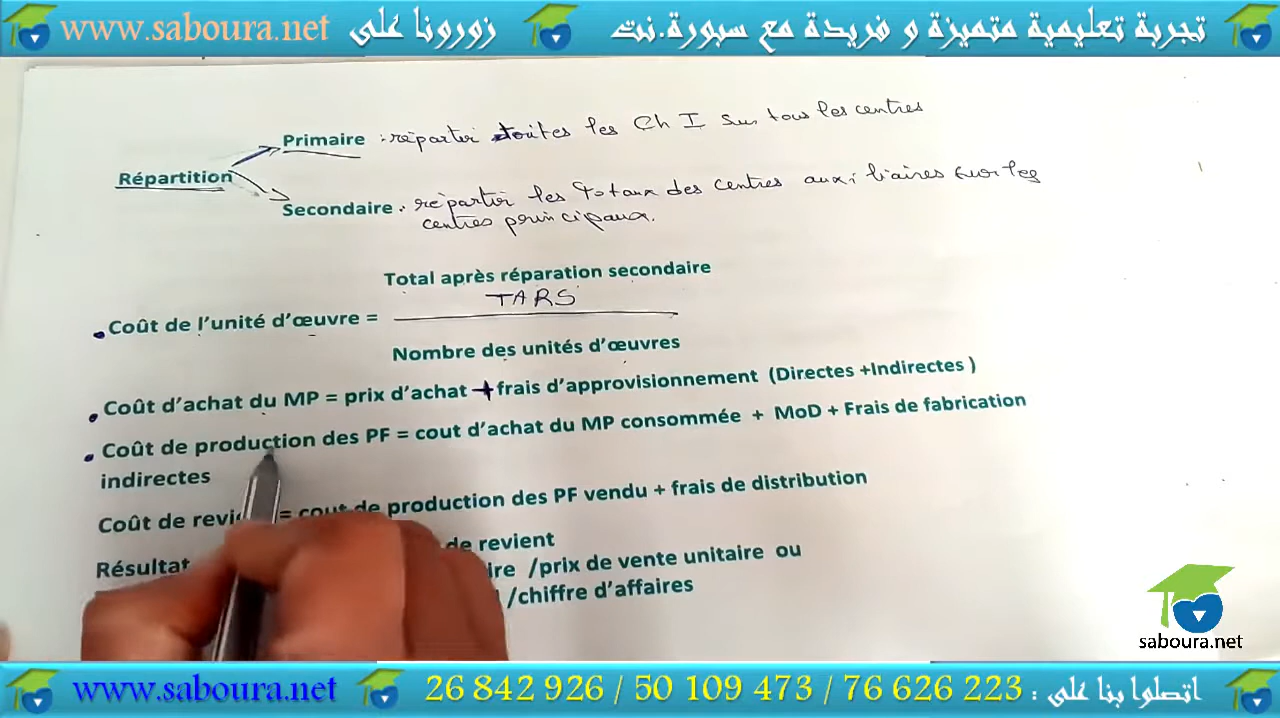 www.saboura.net زورونا على تجربة تعليمية متميزة و فريدة مع سبورة.نت
Répartition
Primaire : répartir toutes les Ch I sur tous les centres
Secondaire : répartir les totaux des centres auxiliaires sur les
centres principaux.
Total après réparation secondaire
TARS
Coût de l'unité d'œuvre =
Nombre des unités d'œuvres
Coût d'achat du MP = prix d'achat + frais d'approvisionnement (Directes +Indirectes )
Coût de production des PF = cout d'achat du MP consommée + MoD + Frais de fabrication
indirectes
Coût de revi = cout de production des PF vendu + frais de distribution
Résultat de revient
ire /prix de vente unitaire ou
/chiffre d'affaires
saboura.net
www.saboura.net 26 842 926 / 50 109 473 / 76 626 223 : اتصلوا بنا على